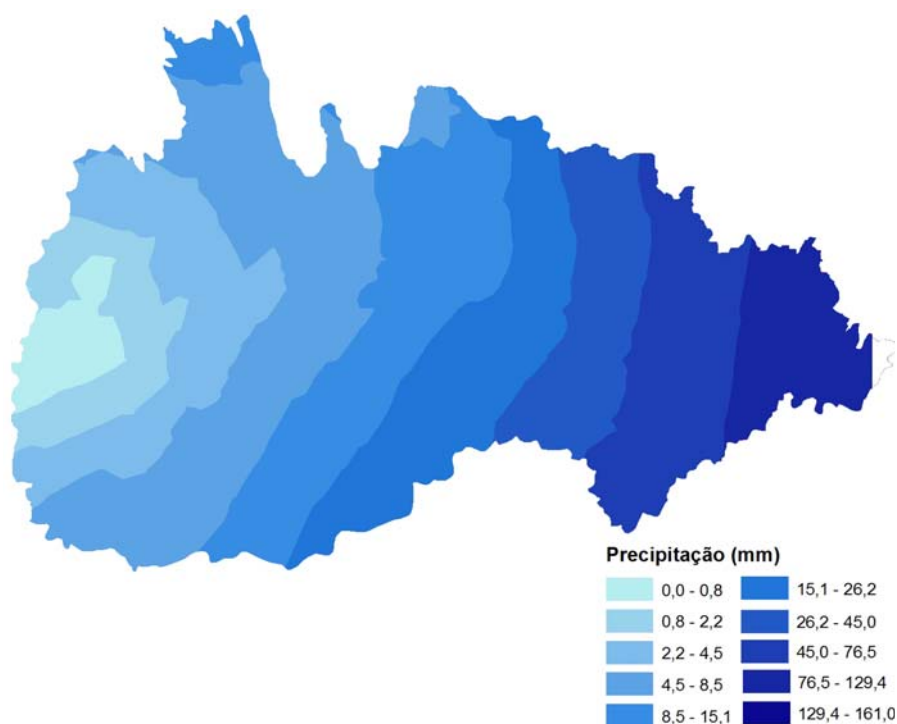 Precipitação (mm)
0,0 - 0,8
0,8 - 2,2
2,2 - 4,5
4,5 - 8,5
8,5 - 15,1
15,1 - 26,2
26,2 - 45,0
45,0 - 76,5
76,5 - 129,4
129,4 - 161,0